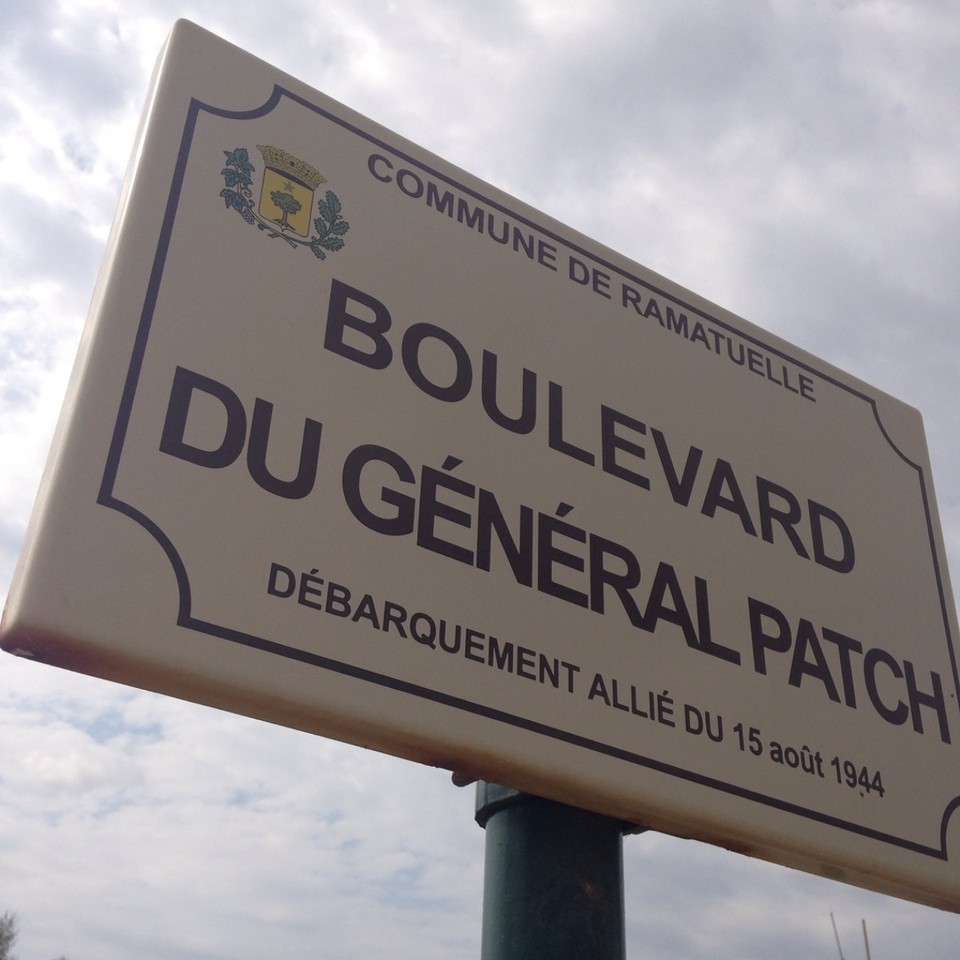 COMMUNE DE RAMATUELLE
BOULEVARD
DU GÉNÉRAL PATCH
DÉBARQUEMENT ALLIÉ DU 15 août 1944